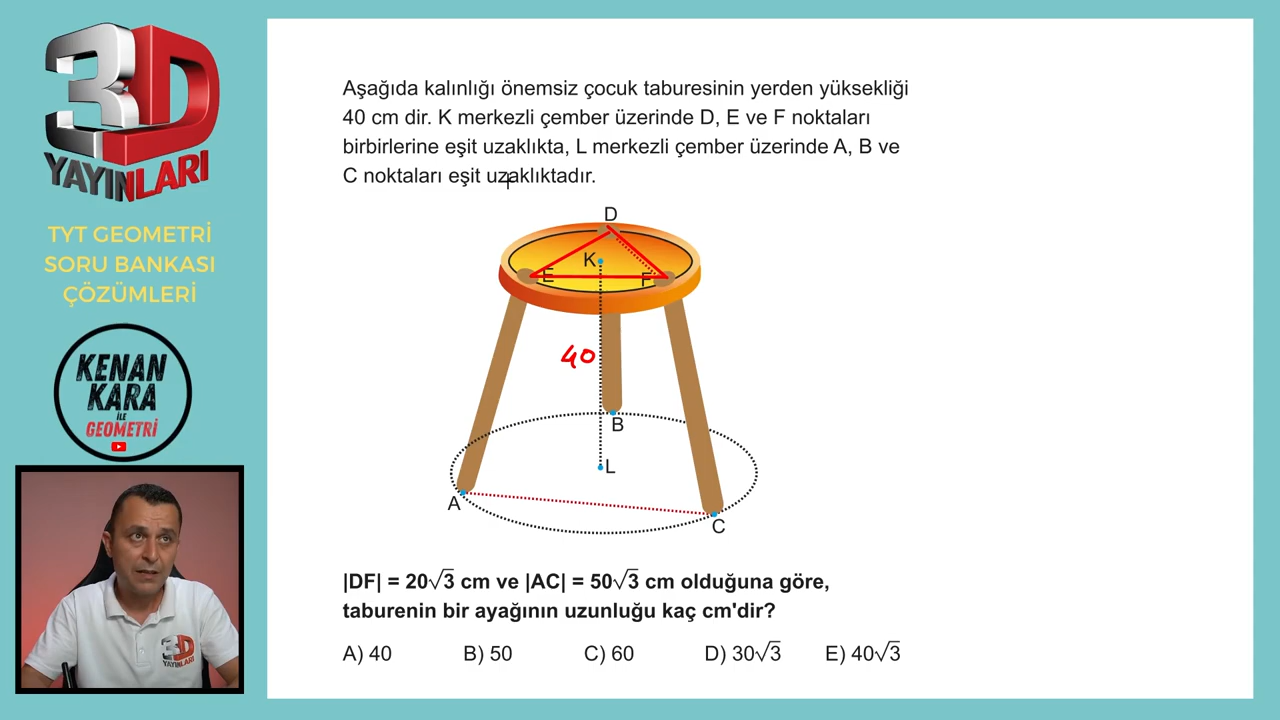 3D
YAYINLARI
TYT GEOMETRİ
SORU BANKASI
ÇÖZÜMLERİ
KENAN
KARA
İLE
GEOMETRİ
3D
YAYINLARI
Aşağıda kalınlığı önemsiz çocuk taburesinin yerden yüksekliği
40 cm dir. K merkezli çember üzerinde D, E ve F noktaları
birbirlerine eşit uzaklıkta, L merkezli çember üzerinde A, B ve
C noktaları eşit uzaklıktadır.
D
K
E
F
40
B
L
A
C
|DF| = 20√3 cm ve |AC| = 50√3 cm olduğuna göre,
taburenin bir ayağının uzunluğu kaç cm'dir?
A) 40 B) 50 C) 60 D) 30√3 E) 40√3